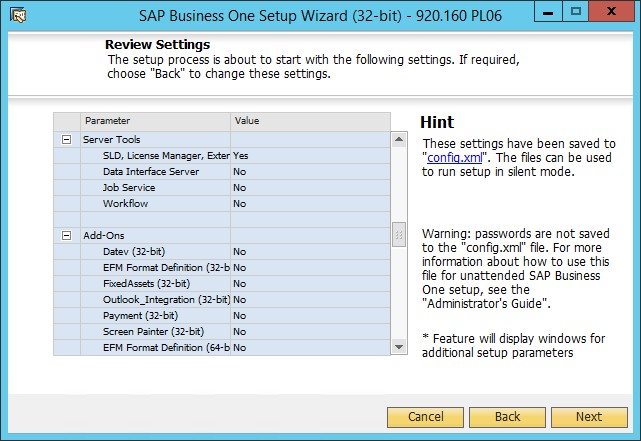 SAP Business One Setup Wizard (32-bit) - 920.160 PL06
Review Settings
The setup process is about to start with the following settings. If required,
choose "Back" to change these settings.
Parameter Value
Server Tools
SLD, License Manager, Exter Yes
Data Interface Server No
Job Service No
Workflow No
Add-Ons
Datev (32-bit) No
EFM Format Definition (32-b No
FixedAssets (32-bit) No
Outlook_Integration (32-bit) No
Payment (32-bit) No
Screen Painter (32-bit) No
EFM Format Definition (64-b No
Hint
These settings have been saved to
"config.xml". The files can be used
to run setup in silent mode.
Warning: passwords are not saved
to the "config.xml" file. For more
information about how to use this
file for unattended SAP Business
One setup, see the
"Administrator's Guide".
* Feature will display windows for
additional setup parameters
Cancel Back Next